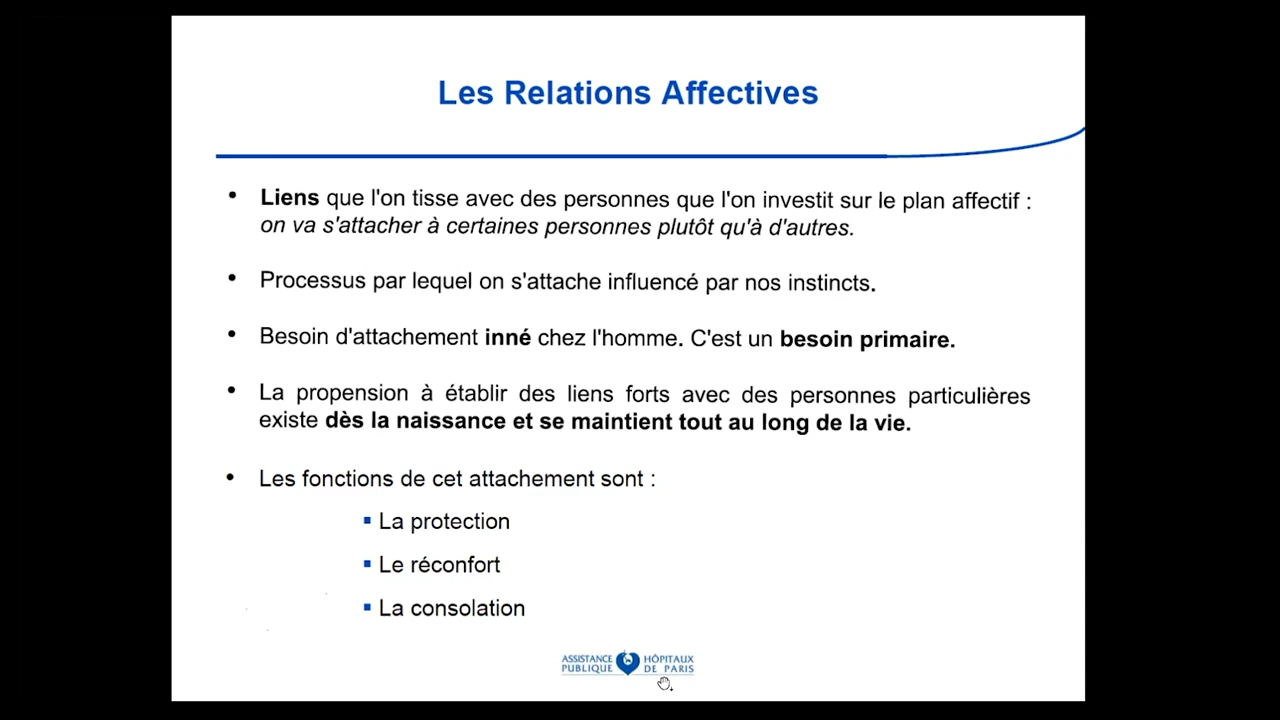 Les Relations Affectives
• Liens que l'on tisse avec des personnes que l'on investit sur le plan affectif :
on va s'attacher à certaines personnes plutôt qu'à d'autres.
• Processus par lequel on s'attache influencé par nos instincts.
• Besoin d'attachement inné chez l'homme. C'est un besoin primaire.
• La propension à établir des liens forts avec des personnes particulières
existe dès la naissance et se maintient tout au long de la vie.
• Les fonctions de cet attachement sont :
▪ La protection
▪ Le réconfort
▪ La consolation
ASSISTANCE HÔPITAUX
PUBLIQUE DE PARIS